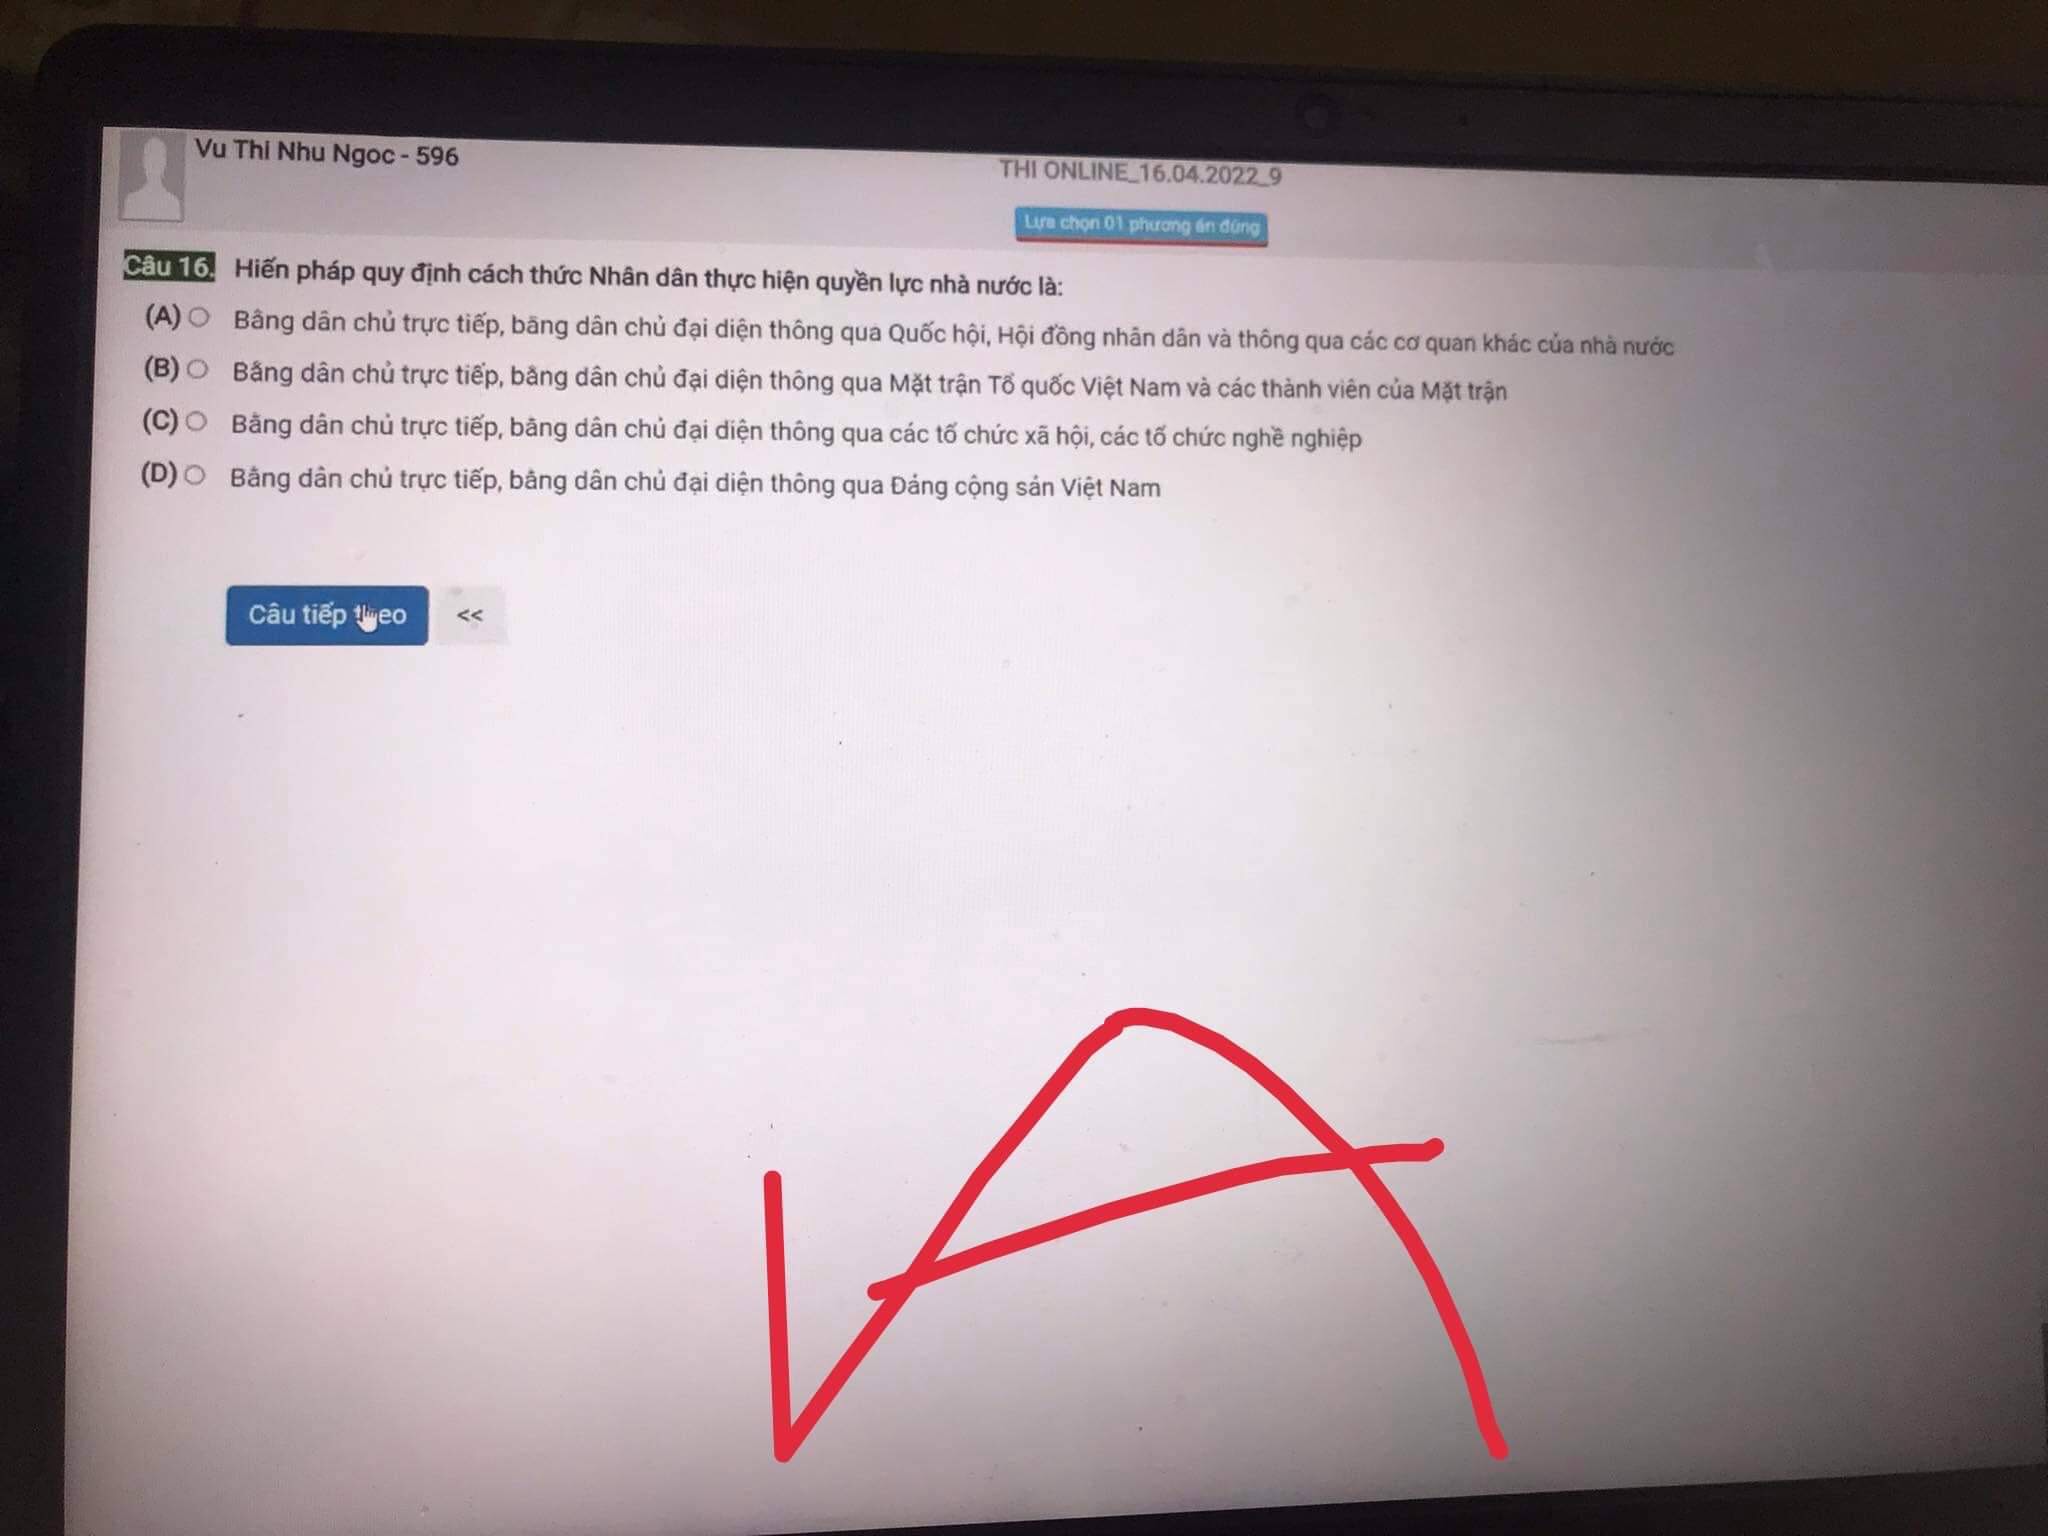 Vu Thi Nhu Ngoc - 596
THI ONLINE_16.04.2022_9
Lựa chọn 01 phương án đúng
Câu 16. Hiến pháp quy định cách thức Nhân dân thực hiện quyền lực nhà nước là:
(A) Bằng dân chủ trực tiếp, bằng dân chủ đại diện thông qua Quốc hội, Hội đồng nhân dân và thông qua các cơ quan khác của nhà nước
(B) Bằng dân chủ trực tiếp, bằng dân chủ đại diện thông qua Mặt trận Tổ quốc Việt Nam và các thành viên của Mặt trận
(C) Bằng dân chủ trực tiếp, bằng dân chủ đại diện thông qua các tổ chức xã hội, các tổ chức nghề nghiệp
(D) Bằng dân chủ trực tiếp, bằng dân chủ đại diện thông qua Đảng cộng sản Việt Nam
Câu tiếp theo <<
A